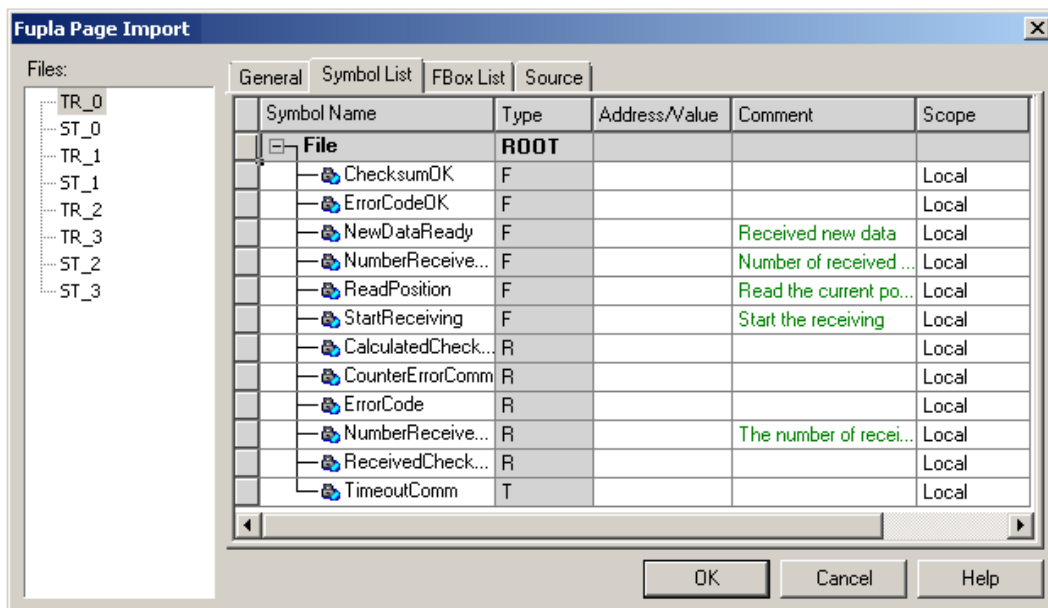 Fupla Page Import
Files:
TR_0
ST_0
TR_1
ST_1
TR_2
TR_3
ST_2
ST_3
General Symbol List FBox List Source
Symbol Name Type Address/Value Comment Scope
File ROOT
ChecksumOK F Local
ErrorCodeOK F Local
NewDataReady F Received new data Local
NumberReceive... F Number of received ... Local
ReadPosition F Read the current po... Local
StartReceiving F Start the receiving Local
CalculatedCheck... R Local
CounterErrorComm R Local
ErrorCode R Local
NumberReceive... R The number of recei... Local
ReceivedCheck... R Local
TimeoutComm T Local
OK Cancel Help